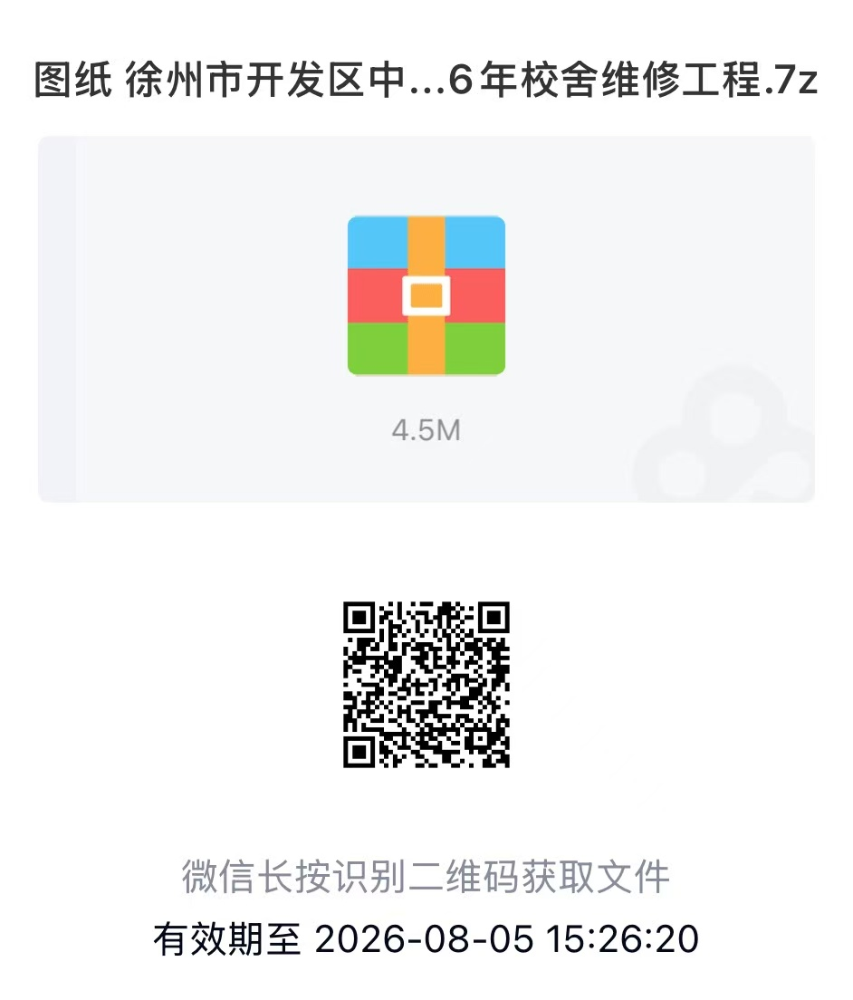 图纸 徐州市开发区中...6年校舍维修工程.7z
4.5M
微信长按识别二维码获取文件
有效期至 2026-08-05 15:26:20